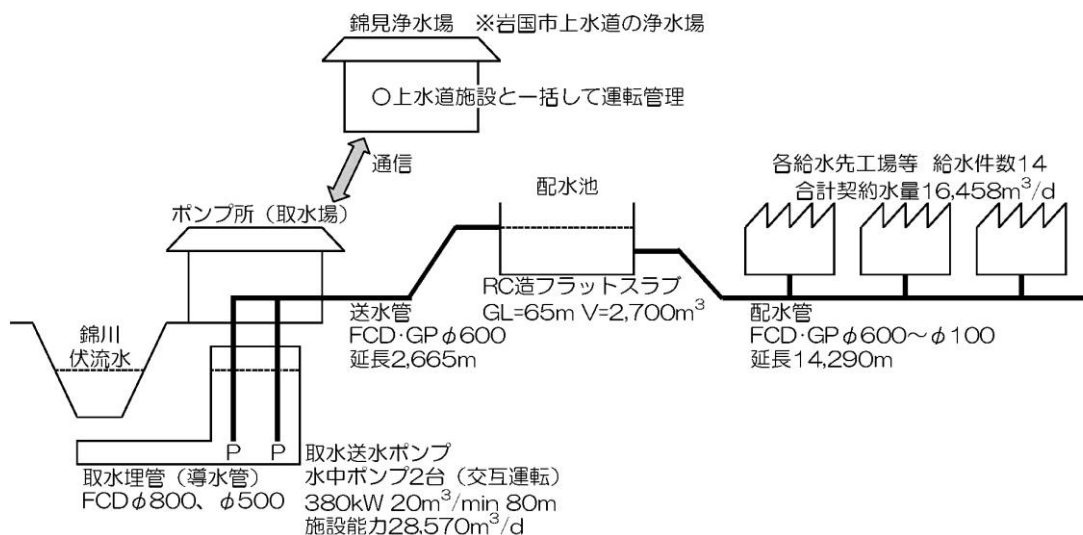 錦見浄水場 ※岩国市上水道の浄水場
〇上水道施設と一括して運転管理
通信
各給水先工場等 給水件数14
合計契約水量16,458m³/d
配水池
ポンプ所（取水場）
RC造フラットスラブ
GL=65m V=2,700m³
送水管
FCD・GPφ600
延長2,665m
配水管
FCD・GPφ600～φ100
延長14,290m
錦川
伏流水
P P
取水埋管（導水管）
FCDφ800、φ500
取水送水ポンプ
水中ポンプ2台（交互運転）
380kW 20m³/min 80m
施設能力28,570m³/d